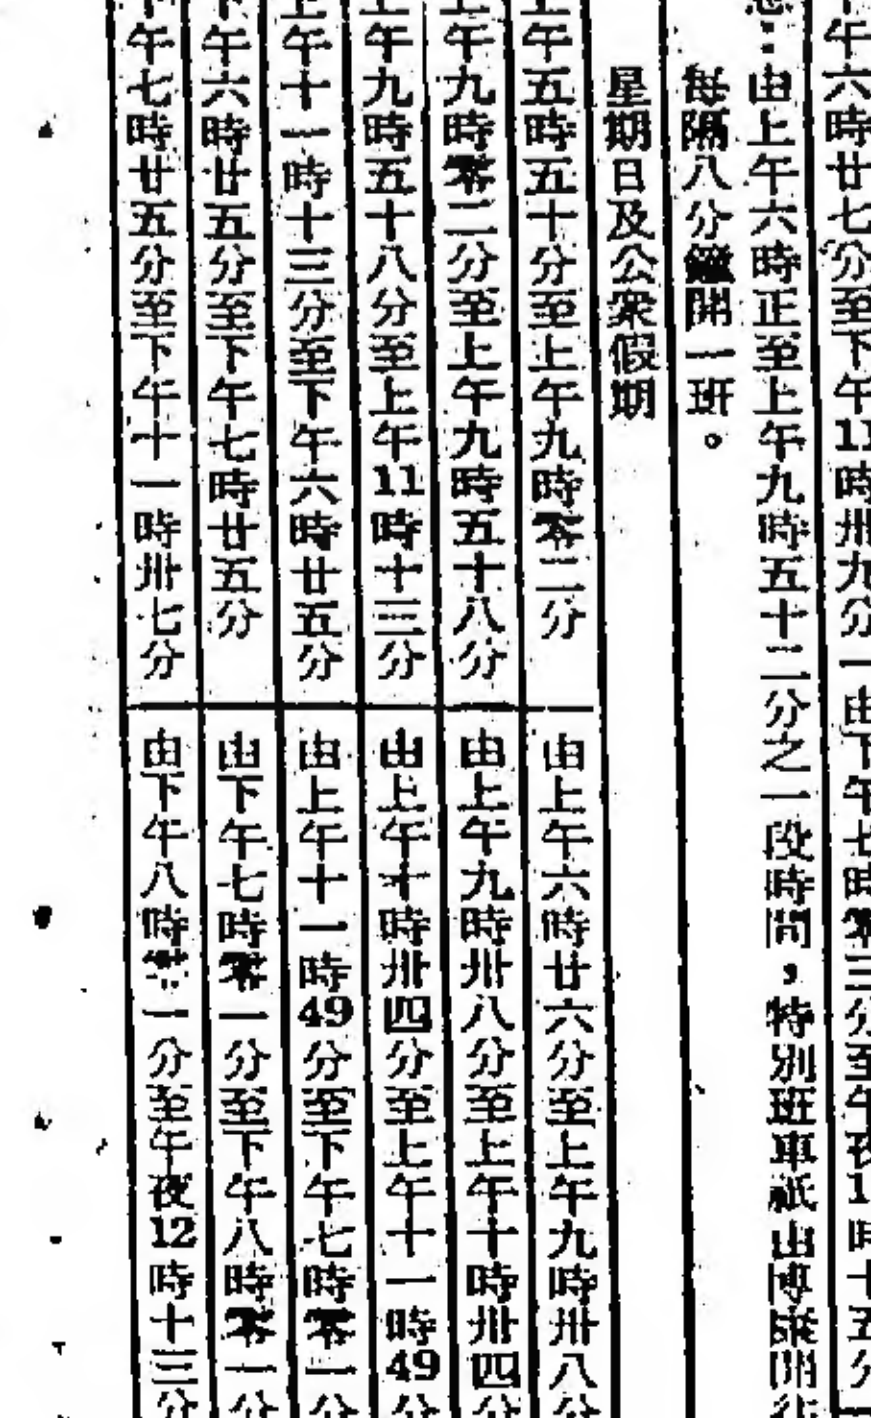 午六時廿七分至下午11時卅九分
由下午七時零三分至午夜1時十五分
：由上午六時正至上午九時五十二分之一段時間，特別班車祇由博
每隔八分鐘開一班。
星期日及公衆假期
上午五時五十分至上午九時零二分
由上午六時廿六分至上午九時卅八分
上午九時零二分至上午九時五十八分
由上午九時卅八分至上午十時卅四分
上午九時五十八分至上午11時十三分
由上午十時卅四分至上午十一時49分
上午十一時十三分至下午六時廿五分
由上午十一時49分至下午七時零一分
下午六時廿五分至下午七時廿五分
由下午七時零一分至下午八時零一分
下午七時廿五分至下午十一時卅七分
由下午八時零一分至午夜12時十三分